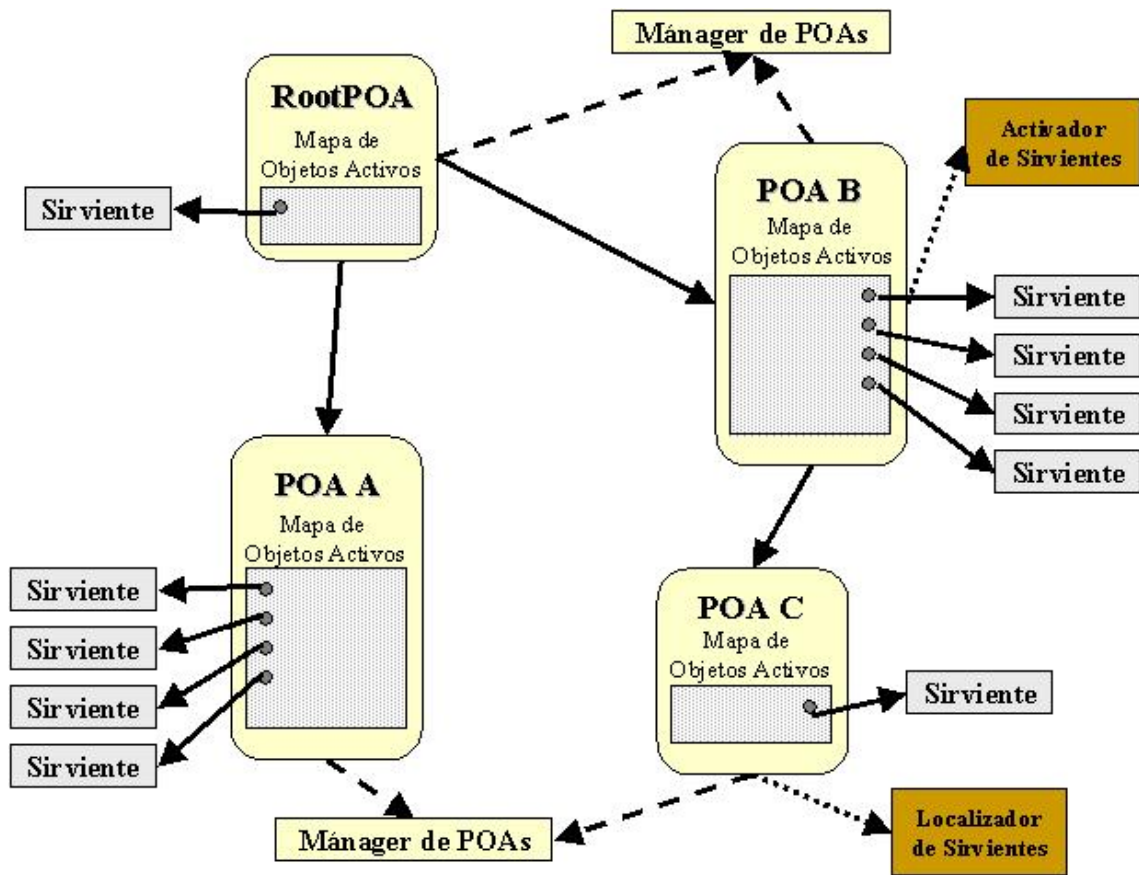 Mánager de POAs
RootPOA
Mapa de
Objetos Activos
Sirviente
Activador
de Sirvientes
POA B
Mapa de
Objetos Activos
Sirviente
Sirviente
Sirviente
Sirviente
POA A
Mapa de
Objetos Activos
Sirviente
Sirviente
Sirviente
Sirviente
POA C
Mapa de
Objetos Activos
Sirviente
Mánager de POAs
Localizador
de Sirvientes